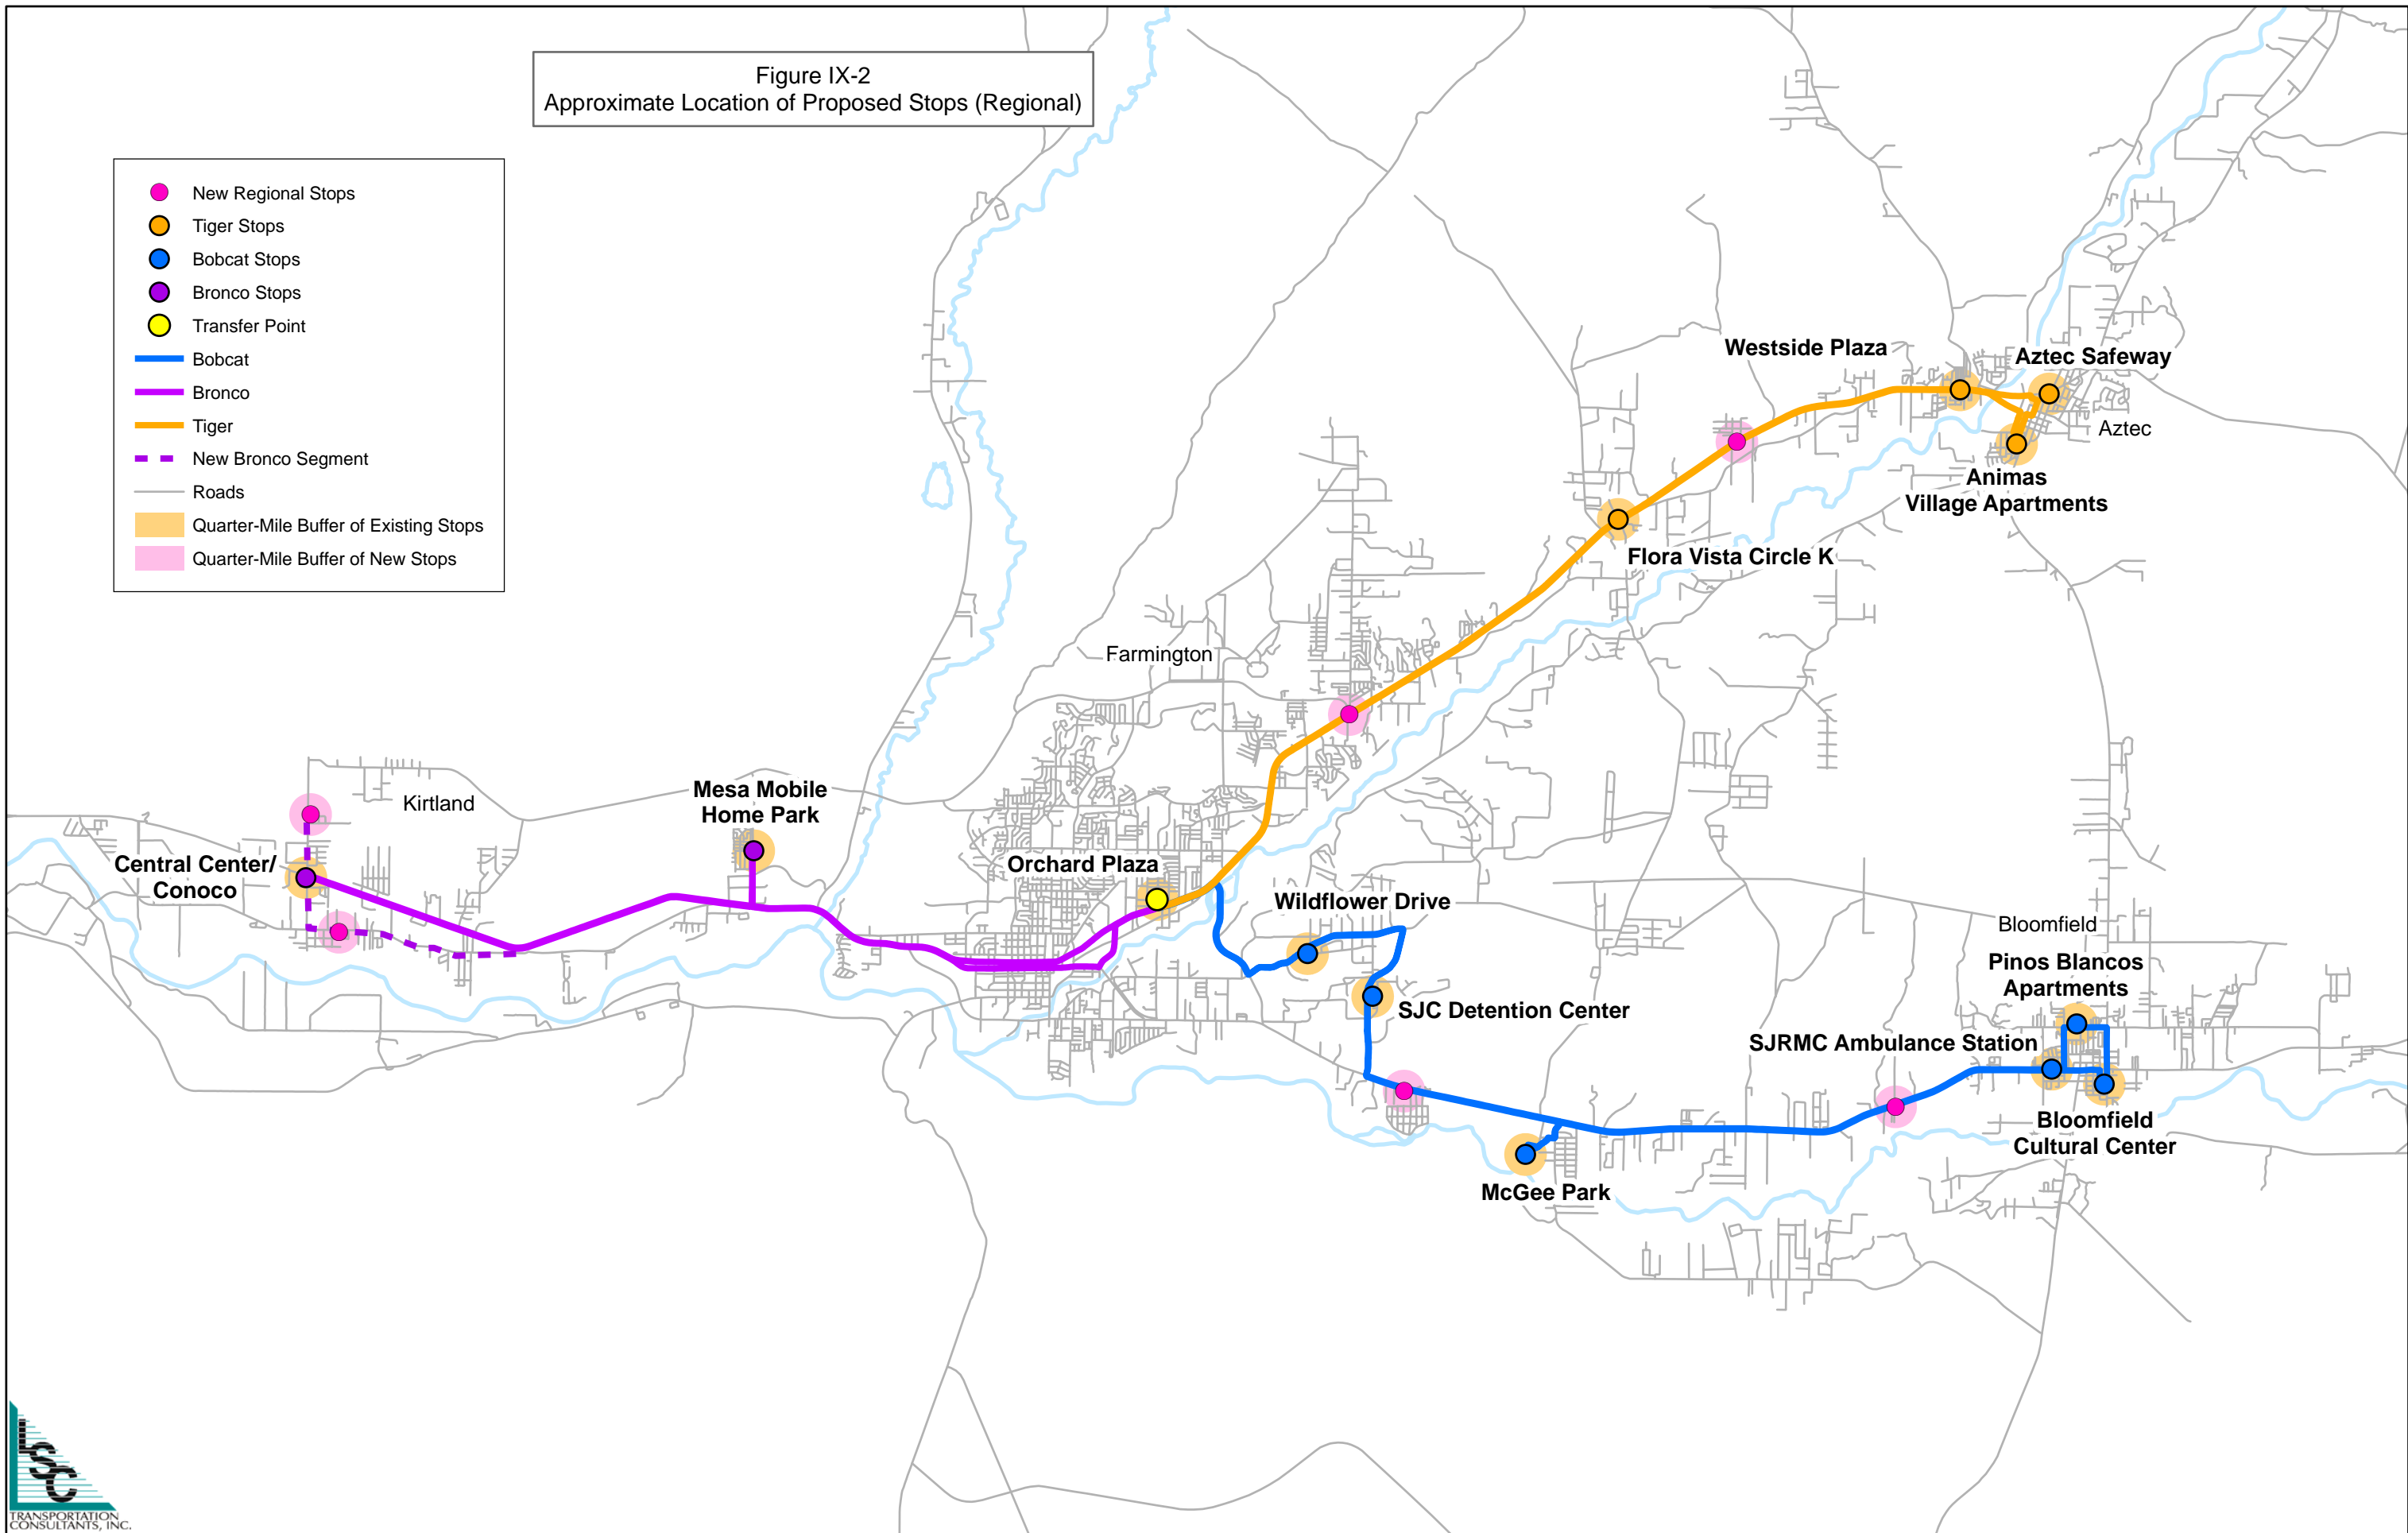 Figure IX-2
Approximate Location of Proposed Stops (Regional)
New Regional Stops
Tiger Stops
Bobcat Stops
Bronco Stops
Transfer Point
Bobcat
Bronco
Tiger
New Bronco Segment
Roads
Quarter-Mile Buffer of Existing Stops
Quarter-Mile Buffer of New Stops
Westside Plaza
Aztec Safeway
Aztec
Animas
Village Apartments
Flora Vista Circle K
Farmington
Kirtland
Mesa Mobile
Home Park
Central Center/
Conoco
Orchard Plaza
Wildflower Drive
Bloomfield
Pinos Blancos
Apartments
SJC Detention Center
SJRMC Ambulance Station
Bloomfield
Cultural Center
McGee Park
LSC
TRANSPORTATION
CONSULTANTS, INC.